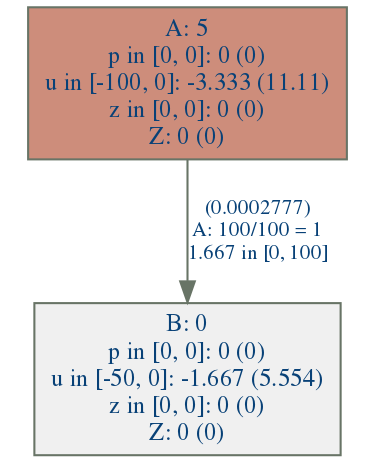 A: 5
p in [0, 0]: 0 (0)
u in [-100, 0]: -3.333 (11.11)
z in [0, 0]: 0 (0)
Z: 0 (0)
(0.0002777)
A: 100/100 = 1
1.667 in [0, 100]
B: 0
p in [0, 0]: 0 (0)
u in [-50, 0]: -1.667 (5.554)
z in [0, 0]: 0 (0)
Z: 0 (0)